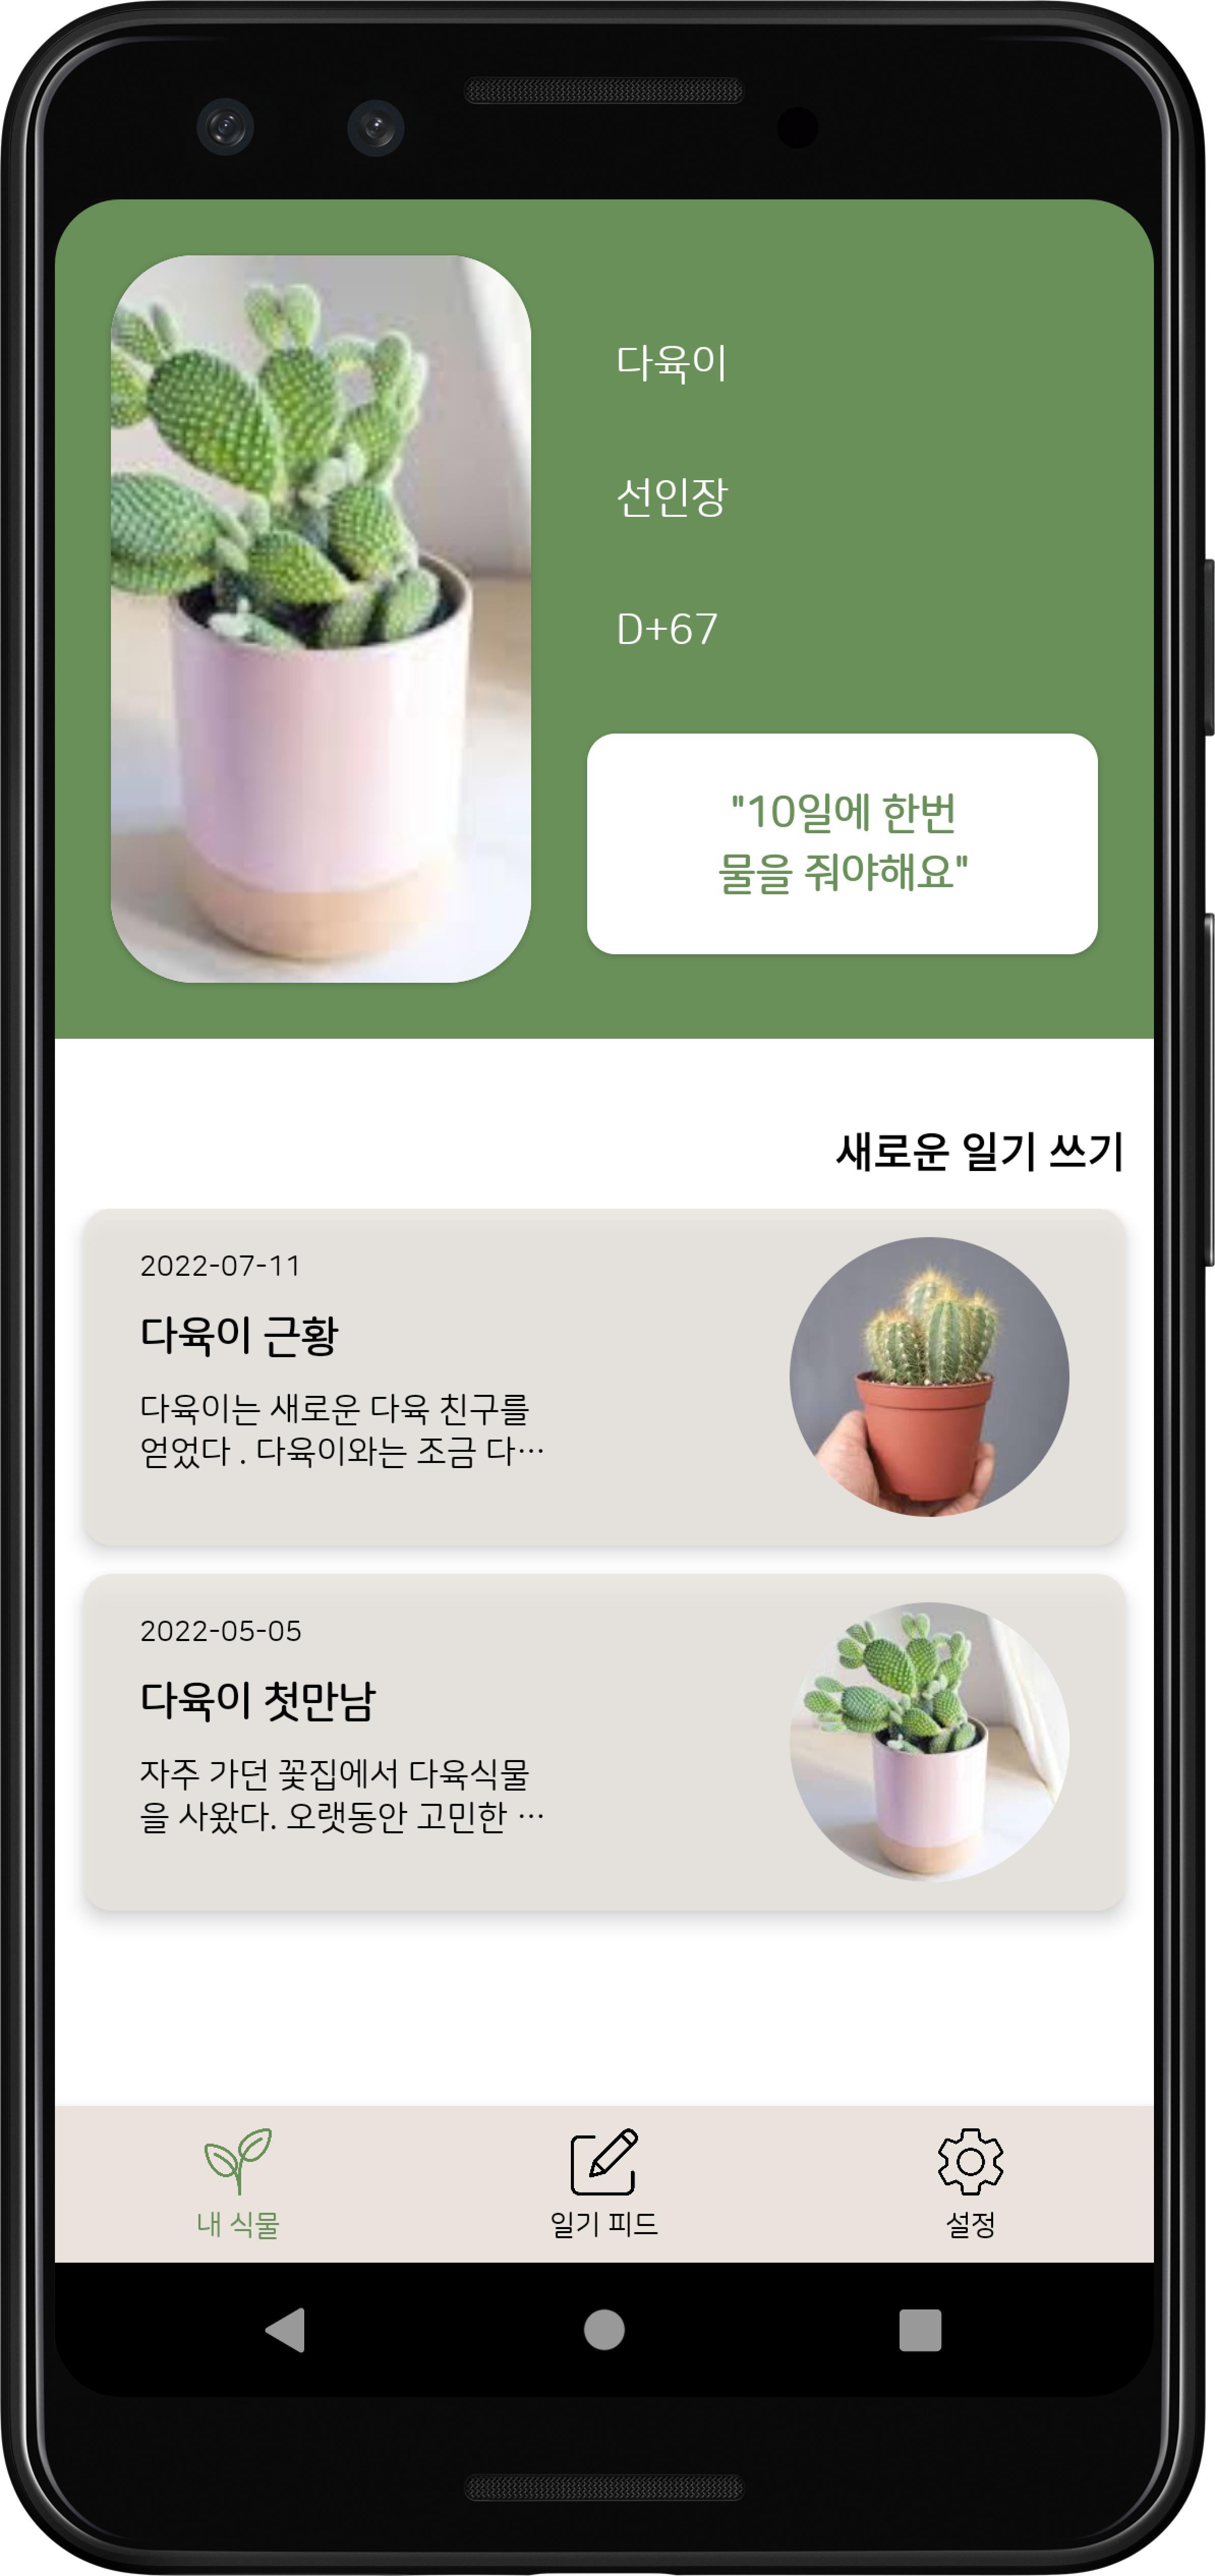 다육이
선인장
D+67
"10일에 한번
물을 줘야해요"
새로운 일기 쓰기
2022-07-11
다육이 근황
다육이는 새로운 다육 친구를
얻었다 . 다육이와는 조금 다…
2022-05-05
다육이 첫만남
자주 가던 꽃집에서 다육식물
을 사왔다. 오랫동안 고민한 …
내 식물
일기 피드
설정